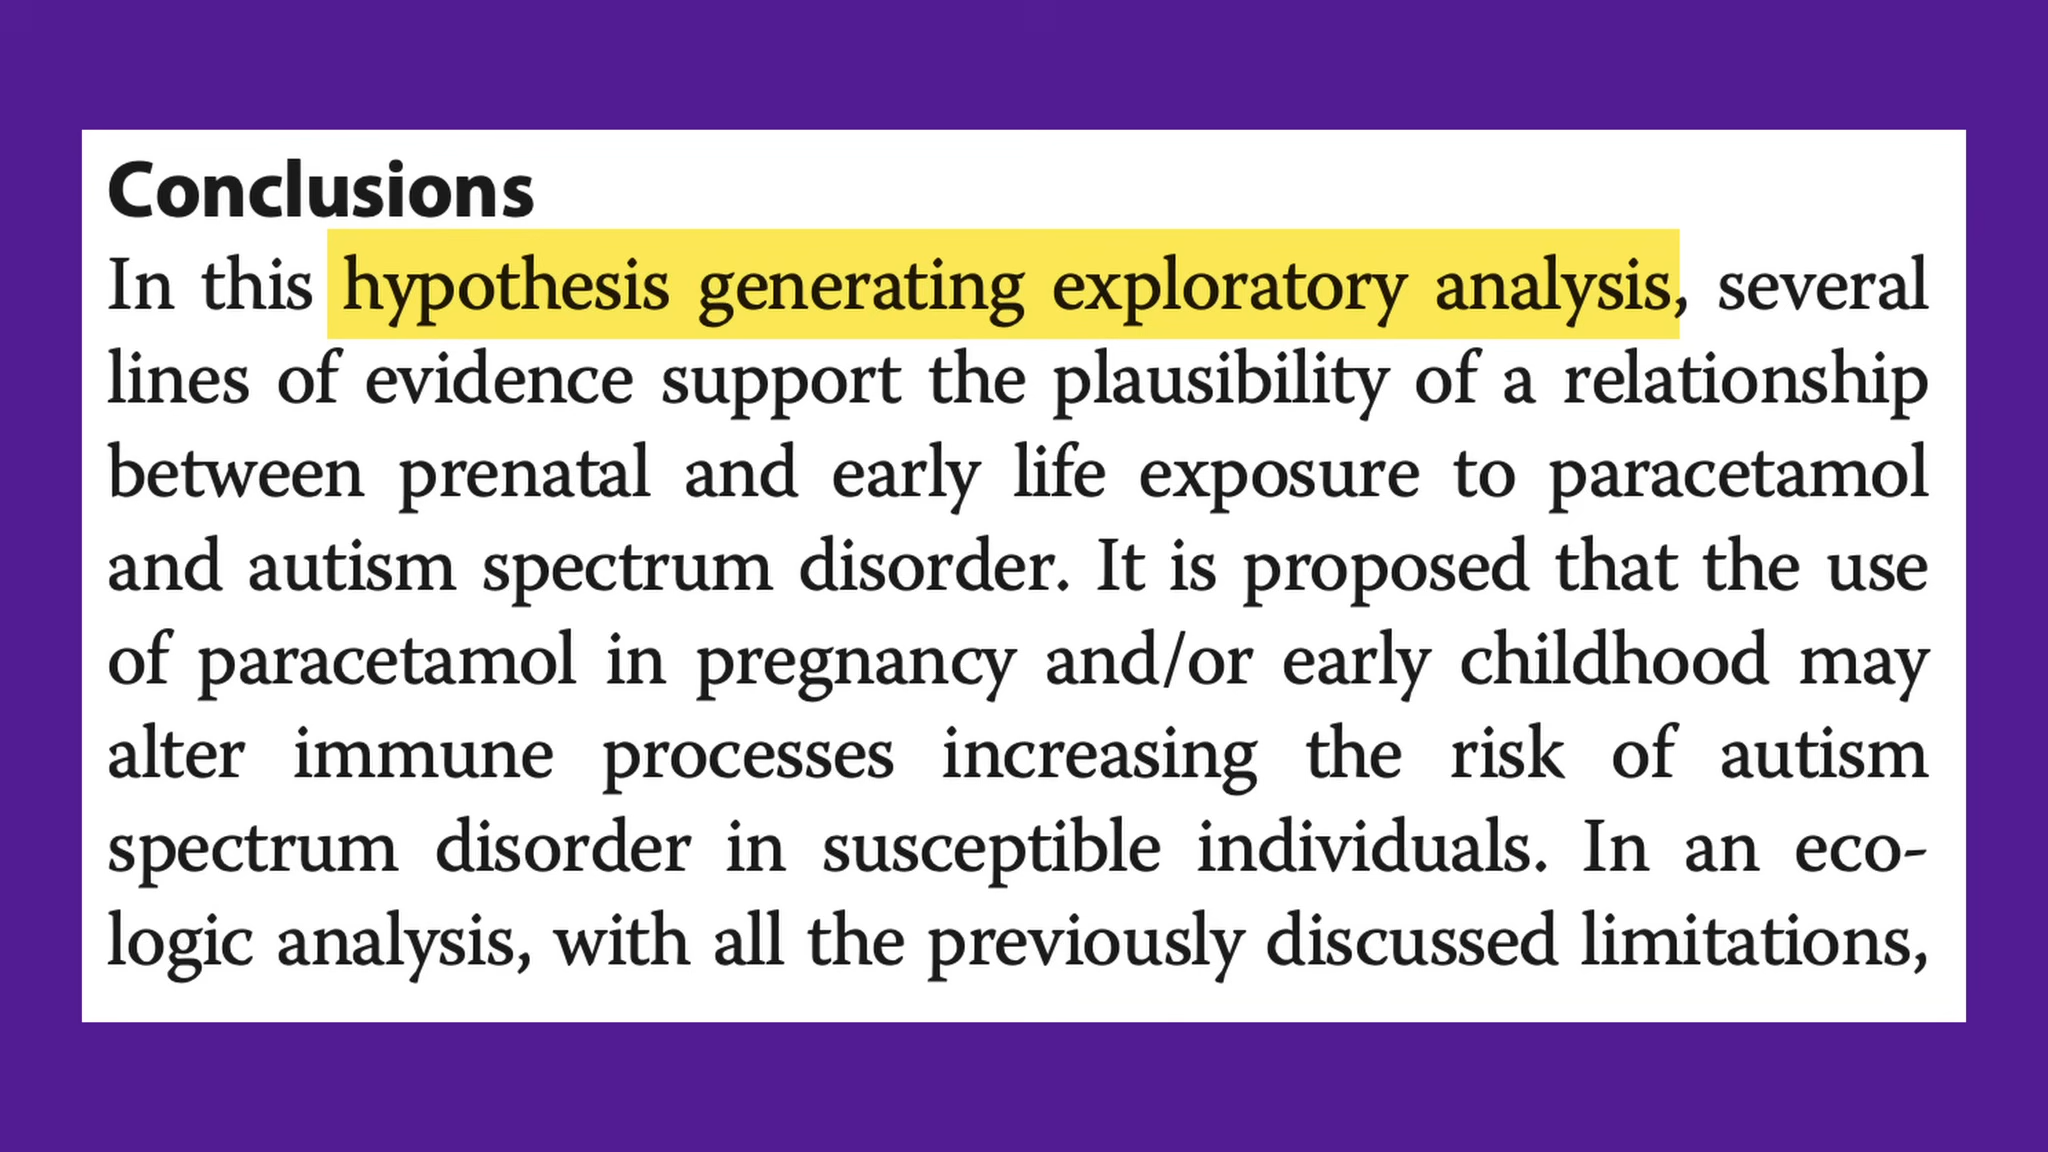 Conclusions
In this hypothesis generating exploratory analysis, several
lines of evidence support the plausibility of a relationship
between prenatal and early life exposure to paracetamol
and autism spectrum disorder. It is proposed that the use
of paracetamol in pregnancy and/or early childhood may
alter immune processes increasing the risk of autism
spectrum disorder in susceptible individuals. In an eco-
logic analysis, with all the previously discussed limitations,